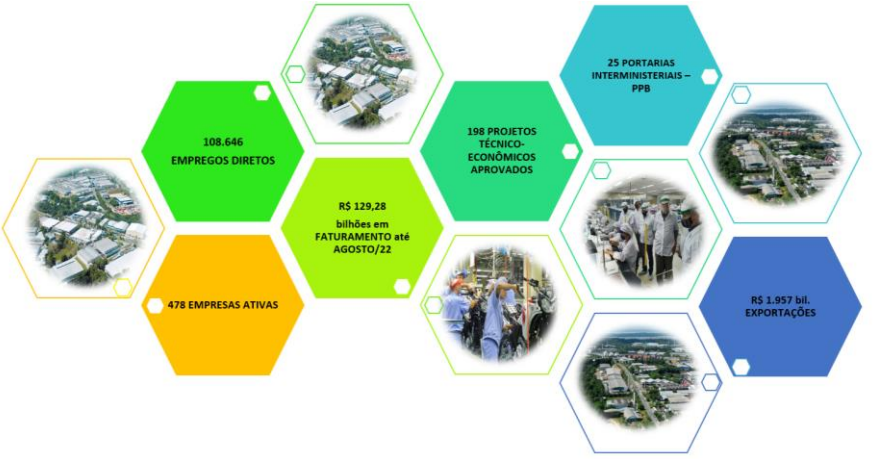 108.646
EMPREGOS DIRETOS
478 EMPRESAS ATIVAS
R$ 129,28
bilhões em
FATURAMENTO até
AGOSTO/22
198 PROJETOS
TÉCNICO-
ECONÔMICOS
APROVADOS
25 PORTARIAS
INTERMINISTERIAIS –
PPB
R$ 1.957 bil.
EXPORTAÇÕES